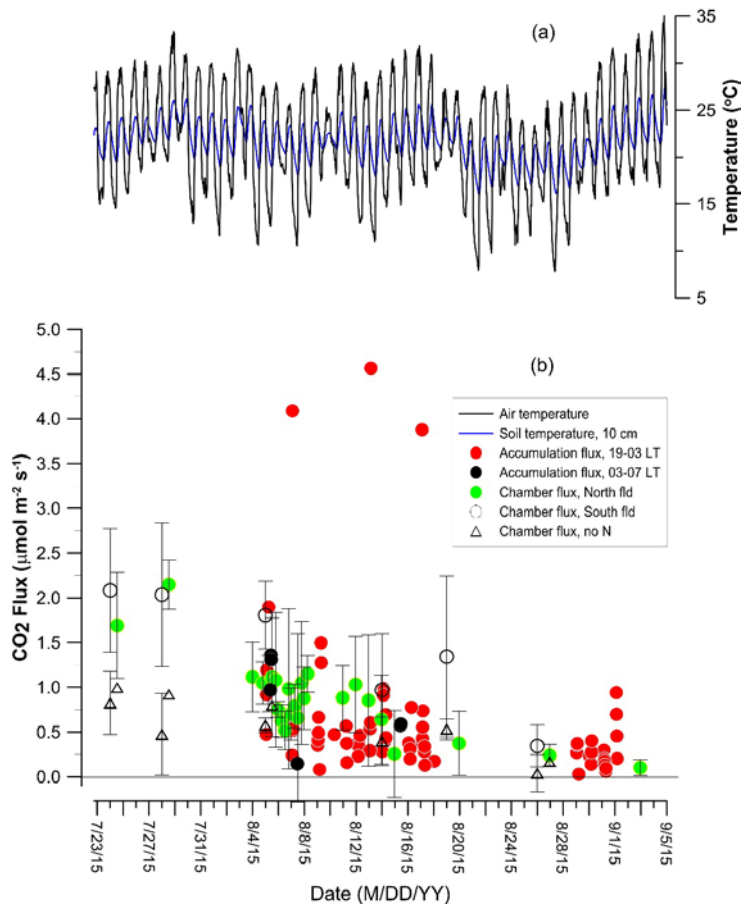 (a)
35
25
15
5
Temperature (°C)
5.0
4.5
4.0
3.5
3.0
2.5
2.0
1.5
1.0
0.5
0.0
CO2 Flux (μmol m⁻² s⁻¹)
(b)
Air temperature
Soil temperature, 10 cm
Accumulation flux, 19-03 LT
Accumulation flux, 03-07 LT
Chamber flux, North fld
Chamber flux, South fld
Chamber flux, no N
7/23/15
7/27/15
7/31/15
8/4/15
8/8/15
8/12/15
8/16/15
8/20/15
8/24/15
8/28/15
9/1/15
9/5/15
Date (M/DD/YY)